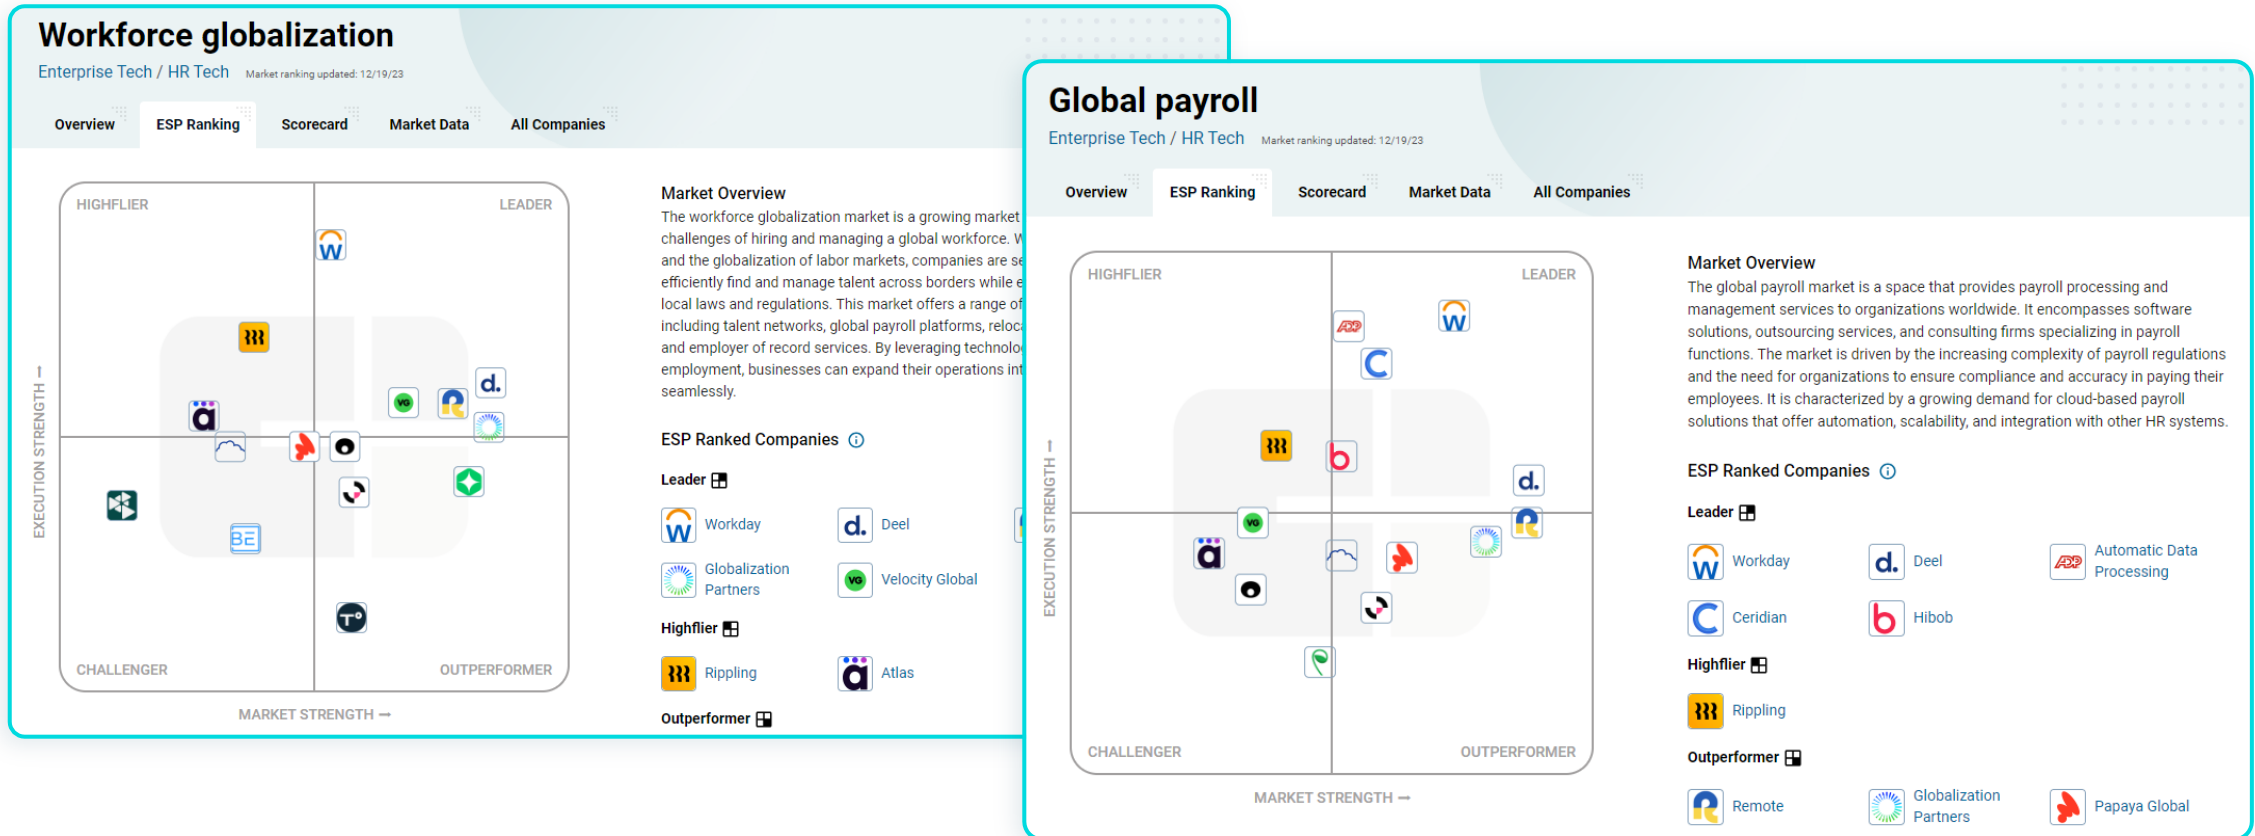 Workforce globalization
Enterprise Tech / HR Tech Market ranking updated: 12/19/23
Overview ESP Ranking Scorecard Market Data All Companies
HIGHFLIER LEADER
W
VG
R
d.
a
BE
T°
CHALLENGER OUTPERFORMER
EXECUTION STRENGTH
MARKET STRENGTH
Market Overview
The workforce globalization market is a growing market
challenges of hiring and managing a global workforce. W
and the globalization of labor markets, companies are se
efficiently find and manage talent across borders while e
local laws and regulations. This market offers a range of
including talent networks, global payroll platforms, reloca
and employer of record services. By leveraging technolo
employment, businesses can expand their operations int
seamlessly.
ESP Ranked Companies
Leader
W Workday d. Deel
Globalization
Partners
VG Velocity Global
Highflier
Rippling a Atlas
Outperformer
Global payroll
Enterprise Tech / HR Tech Market ranking updated: 12/19/23
Overview ESP Ranking Scorecard Market Data All Companies
HIGHFLIER LEADER
ADP
W
C
b
d.
VG
R
a
CHALLENGER OUTPERFORMER
EXECUTION STRENGTH
MARKET STRENGTH
Market Overview
The global payroll market is a space that provides payroll processing and
management services to organizations worldwide. It encompasses software
solutions, outsourcing services, and consulting firms specializing in payroll
functions. The market is driven by the increasing complexity of payroll regulations
and the need for organizations to ensure compliance and accuracy in paying their
employees. It is characterized by a growing demand for cloud-based payroll
solutions that offer automation, scalability, and integration with other HR systems.
ESP Ranked Companies
Leader
W Workday d. Deel ADP Automatic Data
Processing
C Ceridian b Hibob
Highflier
Rippling
Outperformer
R Remote Globalization
Partners
Papaya Global